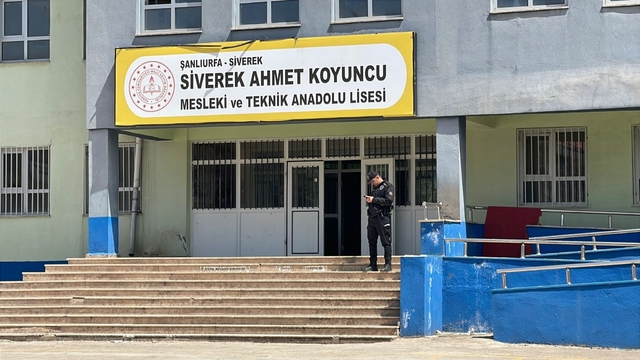 ŞANLIURFA - SİVEREK
SİVEREK AHMET KOYUNCU
MESLEKİ ve TEKNİK ANADOLU LİSESİ